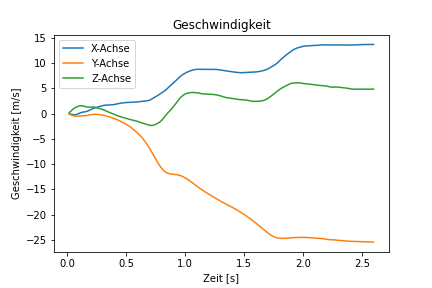 Geschwindigkeit
X-Achse
Y-Achse
Z-Achse
Geschwindigkeit [m/s]
15
10
5
0
−5
−10
−15
−20
−25
0.0 0.5 1.0 1.5 2.0 2.5
Zeit [s]